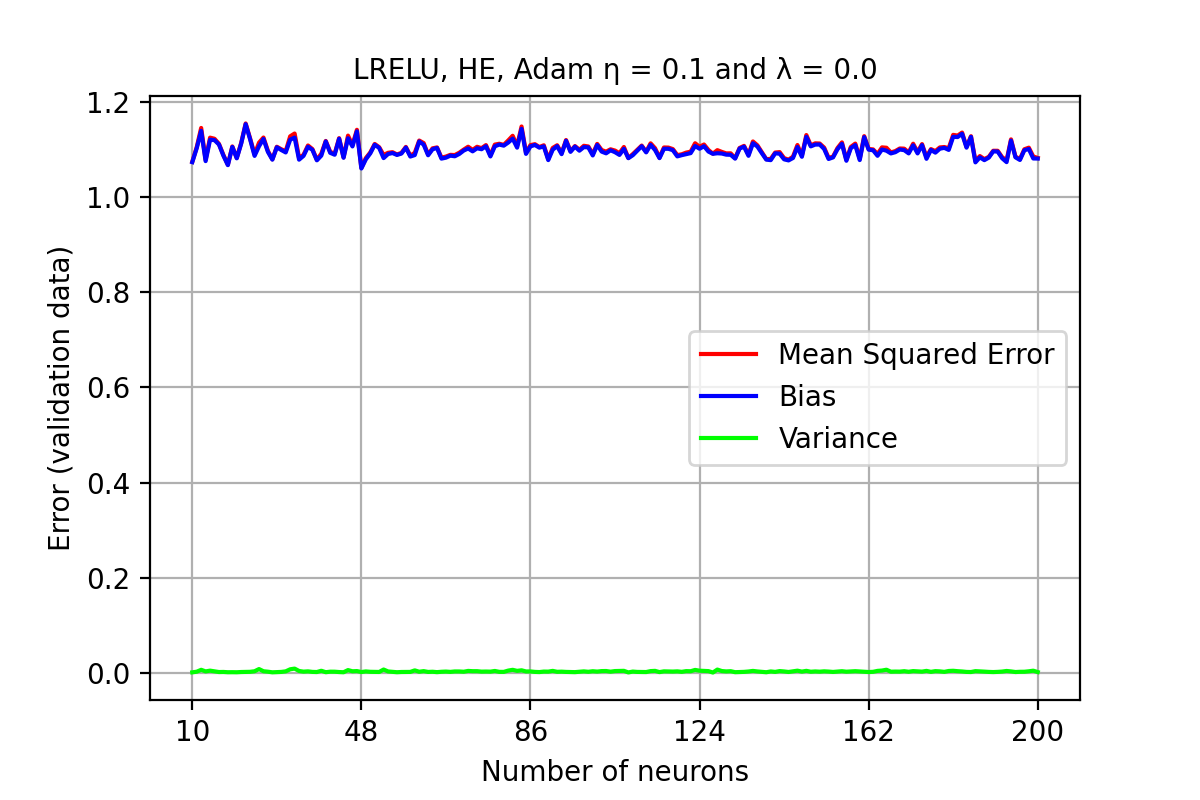 LRELU, HE, Adam η = 0.1 and λ = 0.0
1.2
1.0
0.8
0.6
0.4
0.2
0.0
Error (validation data)
Mean Squared Error
Bias
Variance
10 48 86 124 162 200
Number of neurons